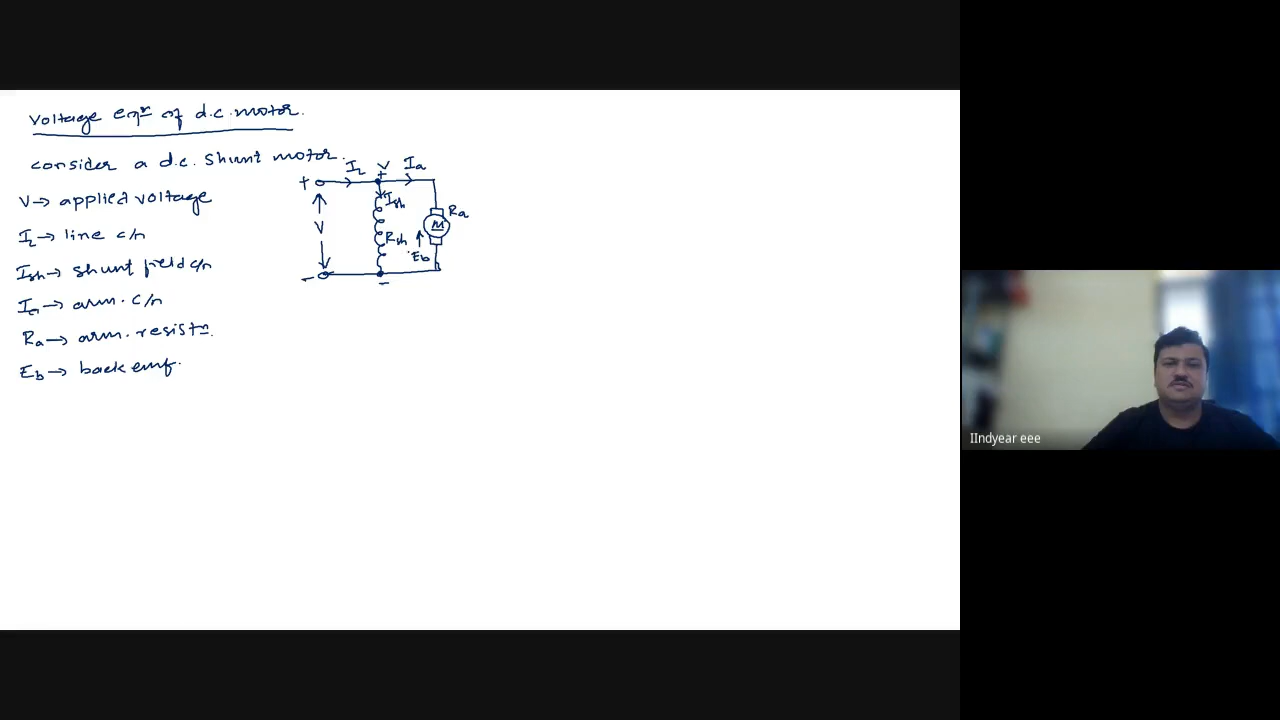 Voltage eqn of d.c. motor.
consider a d.c. shunt motor.
V → applied voltage
IL → line c/n
Ish → shunt field c/n
Ia → arm. c/n
Ra → arm. resistn.
Eb → back emf.
IL V Ia
+ +
Ish
Ra
V M
Rsh
Eb
- -
IIndyear eee